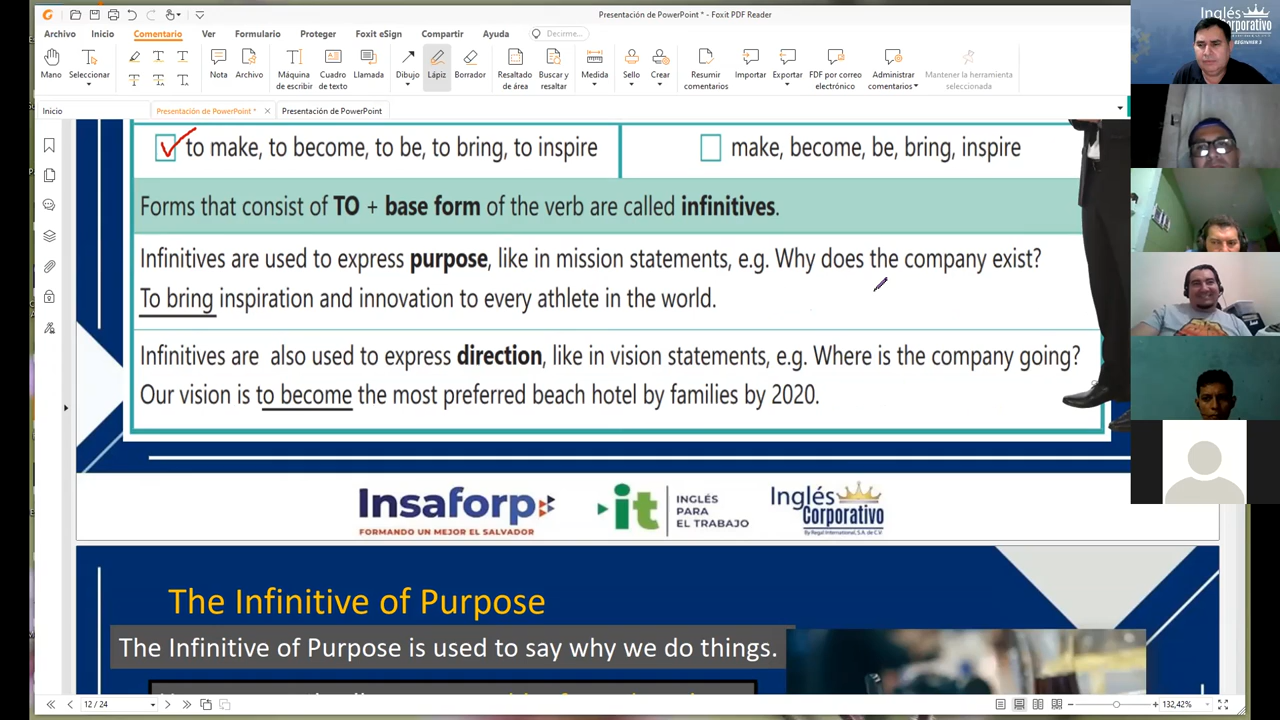 Presentación de PowerPoint * - Foxit PDF Reader
Archivo Inicio Comentario Ver Formulario Proteger Foxit eSign Compartir Ayuda Decirme...
Mano Seleccionar Nota Archivo Máquina de escribir Cuadro de texto Llamada Dibujo Lápiz Borrador Resaltado de área Buscar y resaltar Medida Sello Crear Resumir comentarios Importar Exportar FDF por correo electrónico Administrar comentarios Mantener la herramienta seleccionada
Inicio Presentación de PowerPoint * × Presentación de PowerPoint
to make, to become, to be, to bring, to inspire
make, become, be, bring, inspire
Forms that consist of TO + base form of the verb are called infinitives.
Infinitives are used to express purpose, like in mission statements, e.g. Why does the company exist?
To bring inspiration and innovation to every athlete in the world.
Infinitives are also used to express direction, like in vision statements, e.g. Where is the company going?
Our vision is to become the most preferred beach hotel by families by 2020.
Insaforp
FORMANDO UN MEJOR EL SALVADOR
it
INGLÉS
PARA
EL TRABAJO
Inglés
Corporativo
By Regal International, S.A. de C.V.
The Infinitive of Purpose
The Infinitive of Purpose is used to say why we do things.
12 / 24
132,42%
Inglés
Corporativo
BEGINNER 2